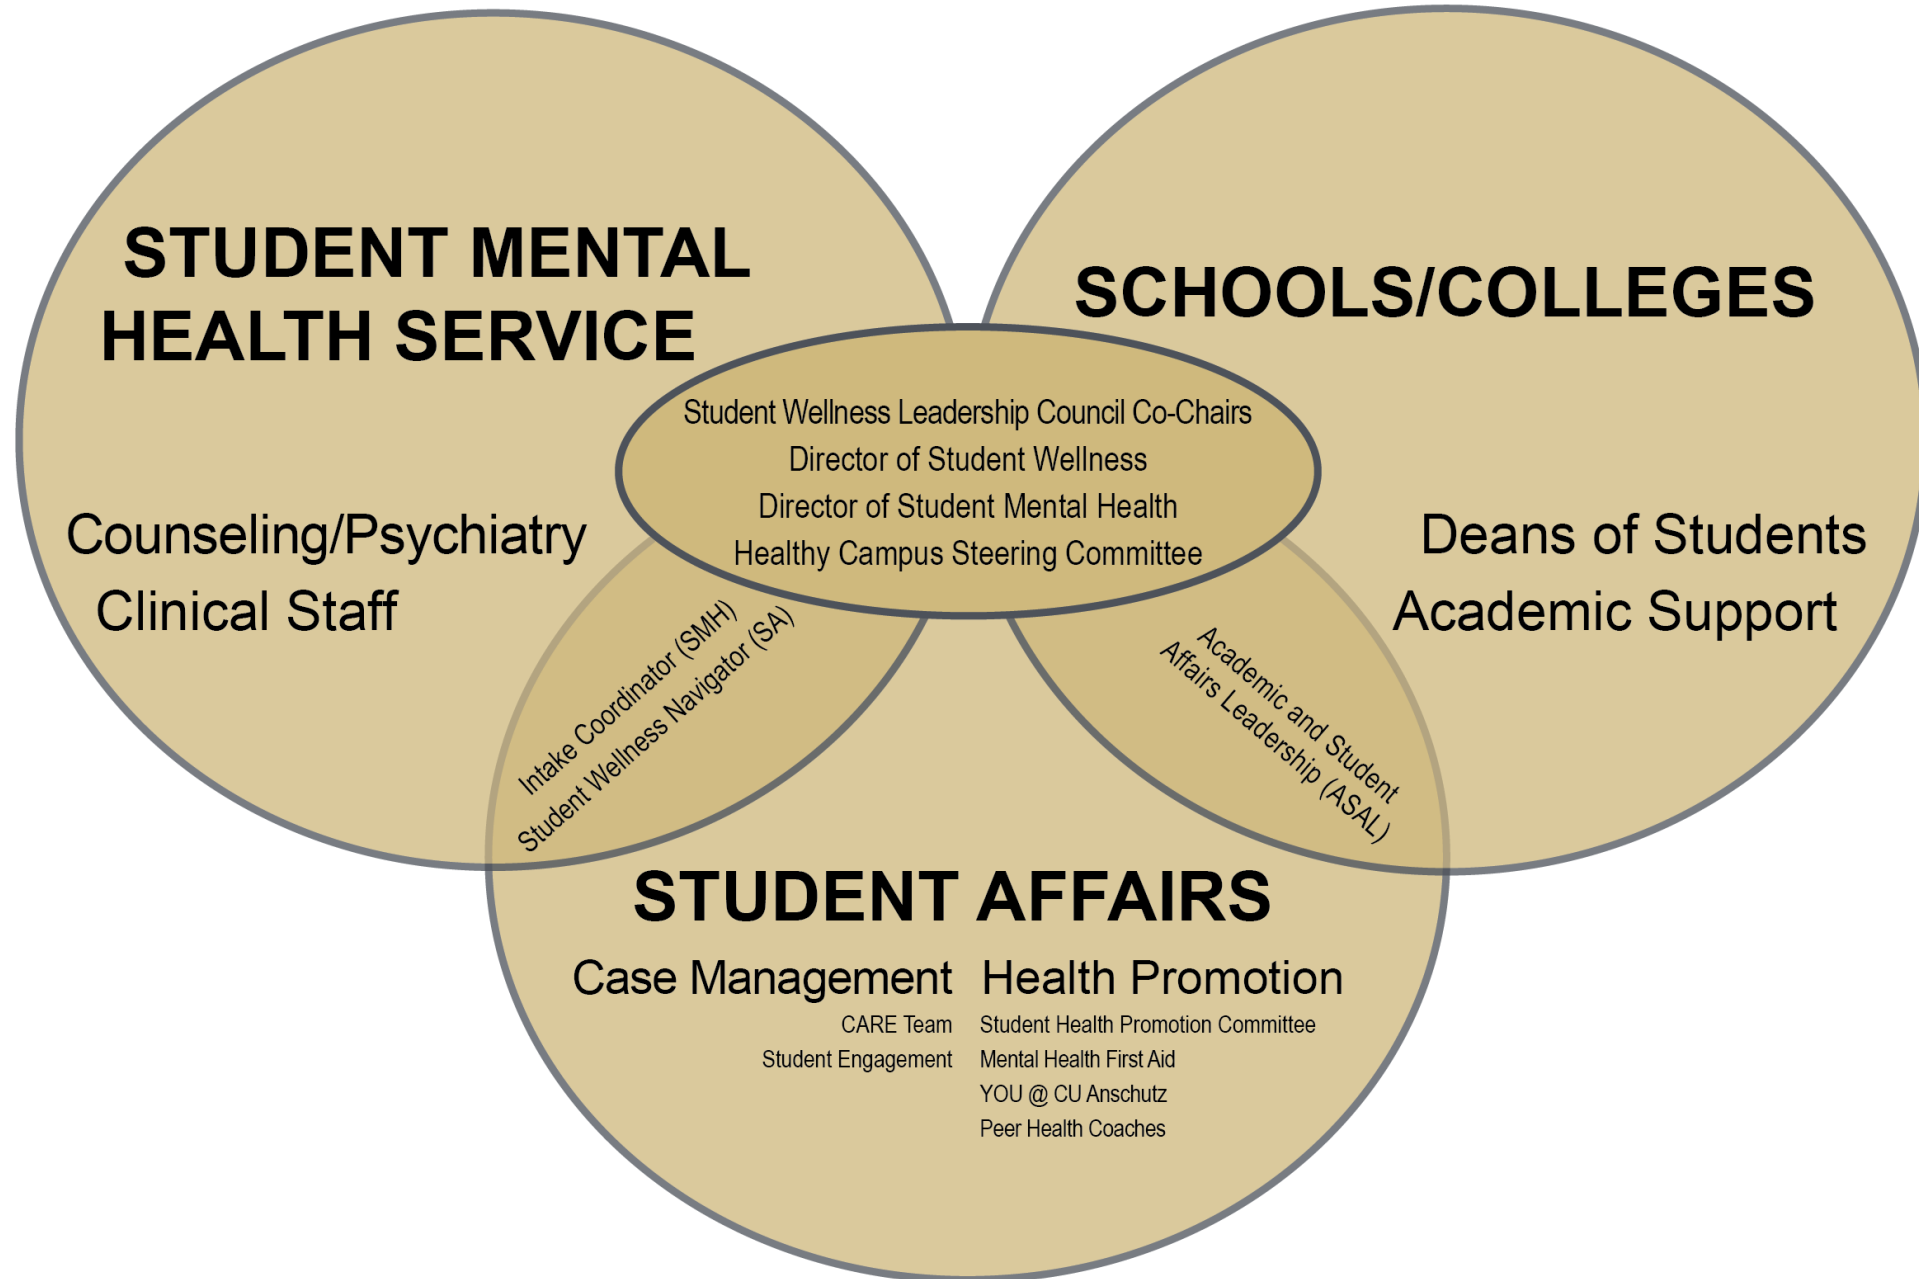 STUDENT MENTAL
HEALTH SERVICE
Counseling/Psychiatry
Clinical Staff
SCHOOLS/COLLEGES
Deans of Students
Academic Support
Student Wellness Leadership Council Co-Chairs
Director of Student Wellness
Director of Student Mental Health
Healthy Campus Steering Committee
Intake Coordinator (SMH)
Student Wellness Navigator (SA)
Academic and Student
Affairs Leadership (ASAL)
STUDENT AFFAIRS
Case Management
CARE Team
Student Engagement
Health Promotion
Student Health Promotion Committee
Mental Health First Aid
YOU @ CU Anschutz
Peer Health Coaches